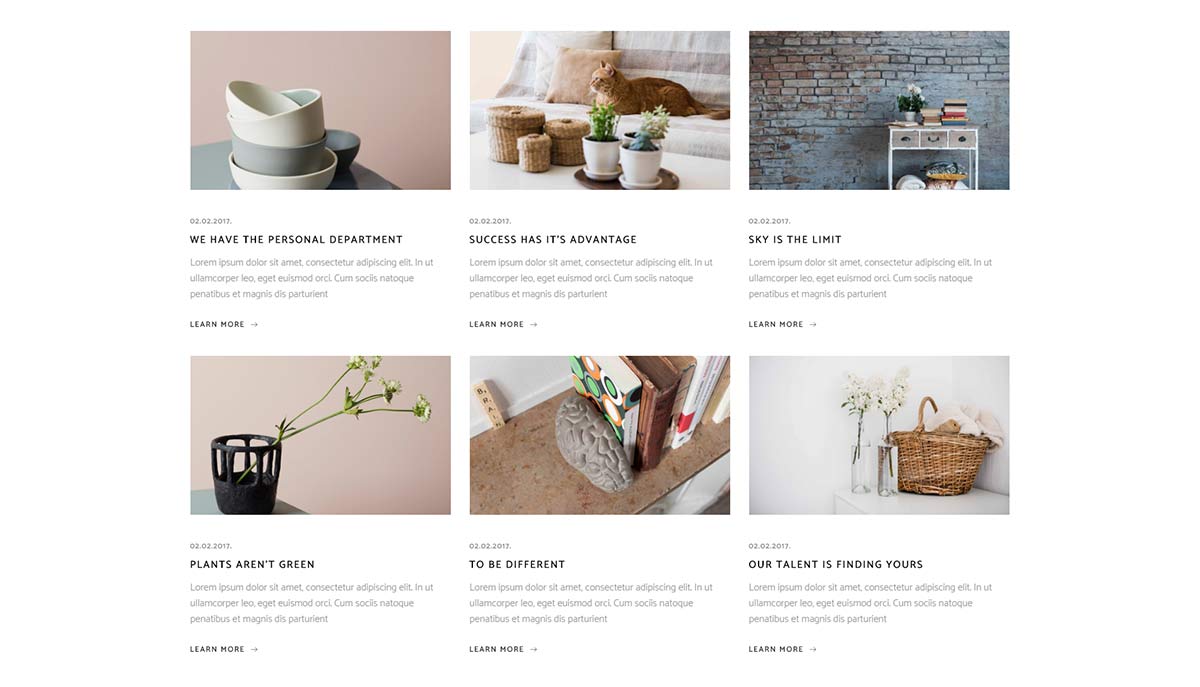 02.02.2017.
WE HAVE THE PERSONAL DEPARTMENT
Lorem ipsum dolor sit amet, consectetur adipiscing elit. In ut
ullamcorper leo, eget euismod orci. Cum sociis natoque
penatibus et magnis dis parturient
LEARN MORE →
02.02.2017.
SUCCESS HAS IT'S ADVANTAGE
Lorem ipsum dolor sit amet, consectetur adipiscing elit. In ut
ullamcorper leo, eget euismod orci. Cum sociis natoque
penatibus et magnis dis parturient
LEARN MORE →
02.02.2017.
SKY IS THE LIMIT
Lorem ipsum dolor sit amet, consectetur adipiscing elit. In ut
ullamcorper leo, eget euismod orci. Cum sociis natoque
penatibus et magnis dis parturient
LEARN MORE →
02.02.2017.
PLANTS AREN'T GREEN
Lorem ipsum dolor sit amet, consectetur adipiscing elit. In ut
ullamcorper leo, eget euismod orci. Cum sociis natoque
penatibus et magnis dis parturient
LEARN MORE →
02.02.2017.
TO BE DIFFERENT
Lorem ipsum dolor sit amet, consectetur adipiscing elit. In ut
ullamcorper leo, eget euismod orci. Cum sociis natoque
penatibus et magnis dis parturient
LEARN MORE →
02.02.2017.
OUR TALENT IS FINDING YOURS
Lorem ipsum dolor sit amet, consectetur adipiscing elit. In ut
ullamcorper leo, eget euismod orci. Cum sociis natoque
penatibus et magnis dis parturient
LEARN MORE →